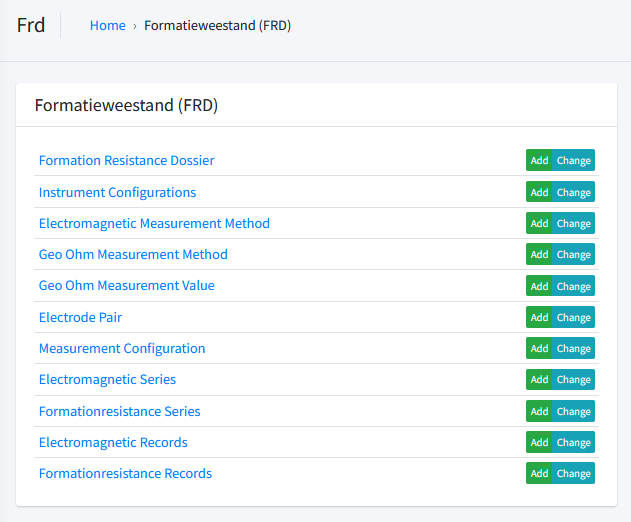 Frd Home › Formatieweestand (FRD)
Formatieweestand (FRD)
Formation Resistance Dossier Add Change
Instrument Configurations Add Change
Electromagnetic Measurement Method Add Change
Geo Ohm Measurement Method Add Change
Geo Ohm Measurement Value Add Change
Electrode Pair Add Change
Measurement Configuration Add Change
Electromagnetic Series Add Change
Formationresistance Series Add Change
Electromagnetic Records Add Change
Formationresistance Records Add Change